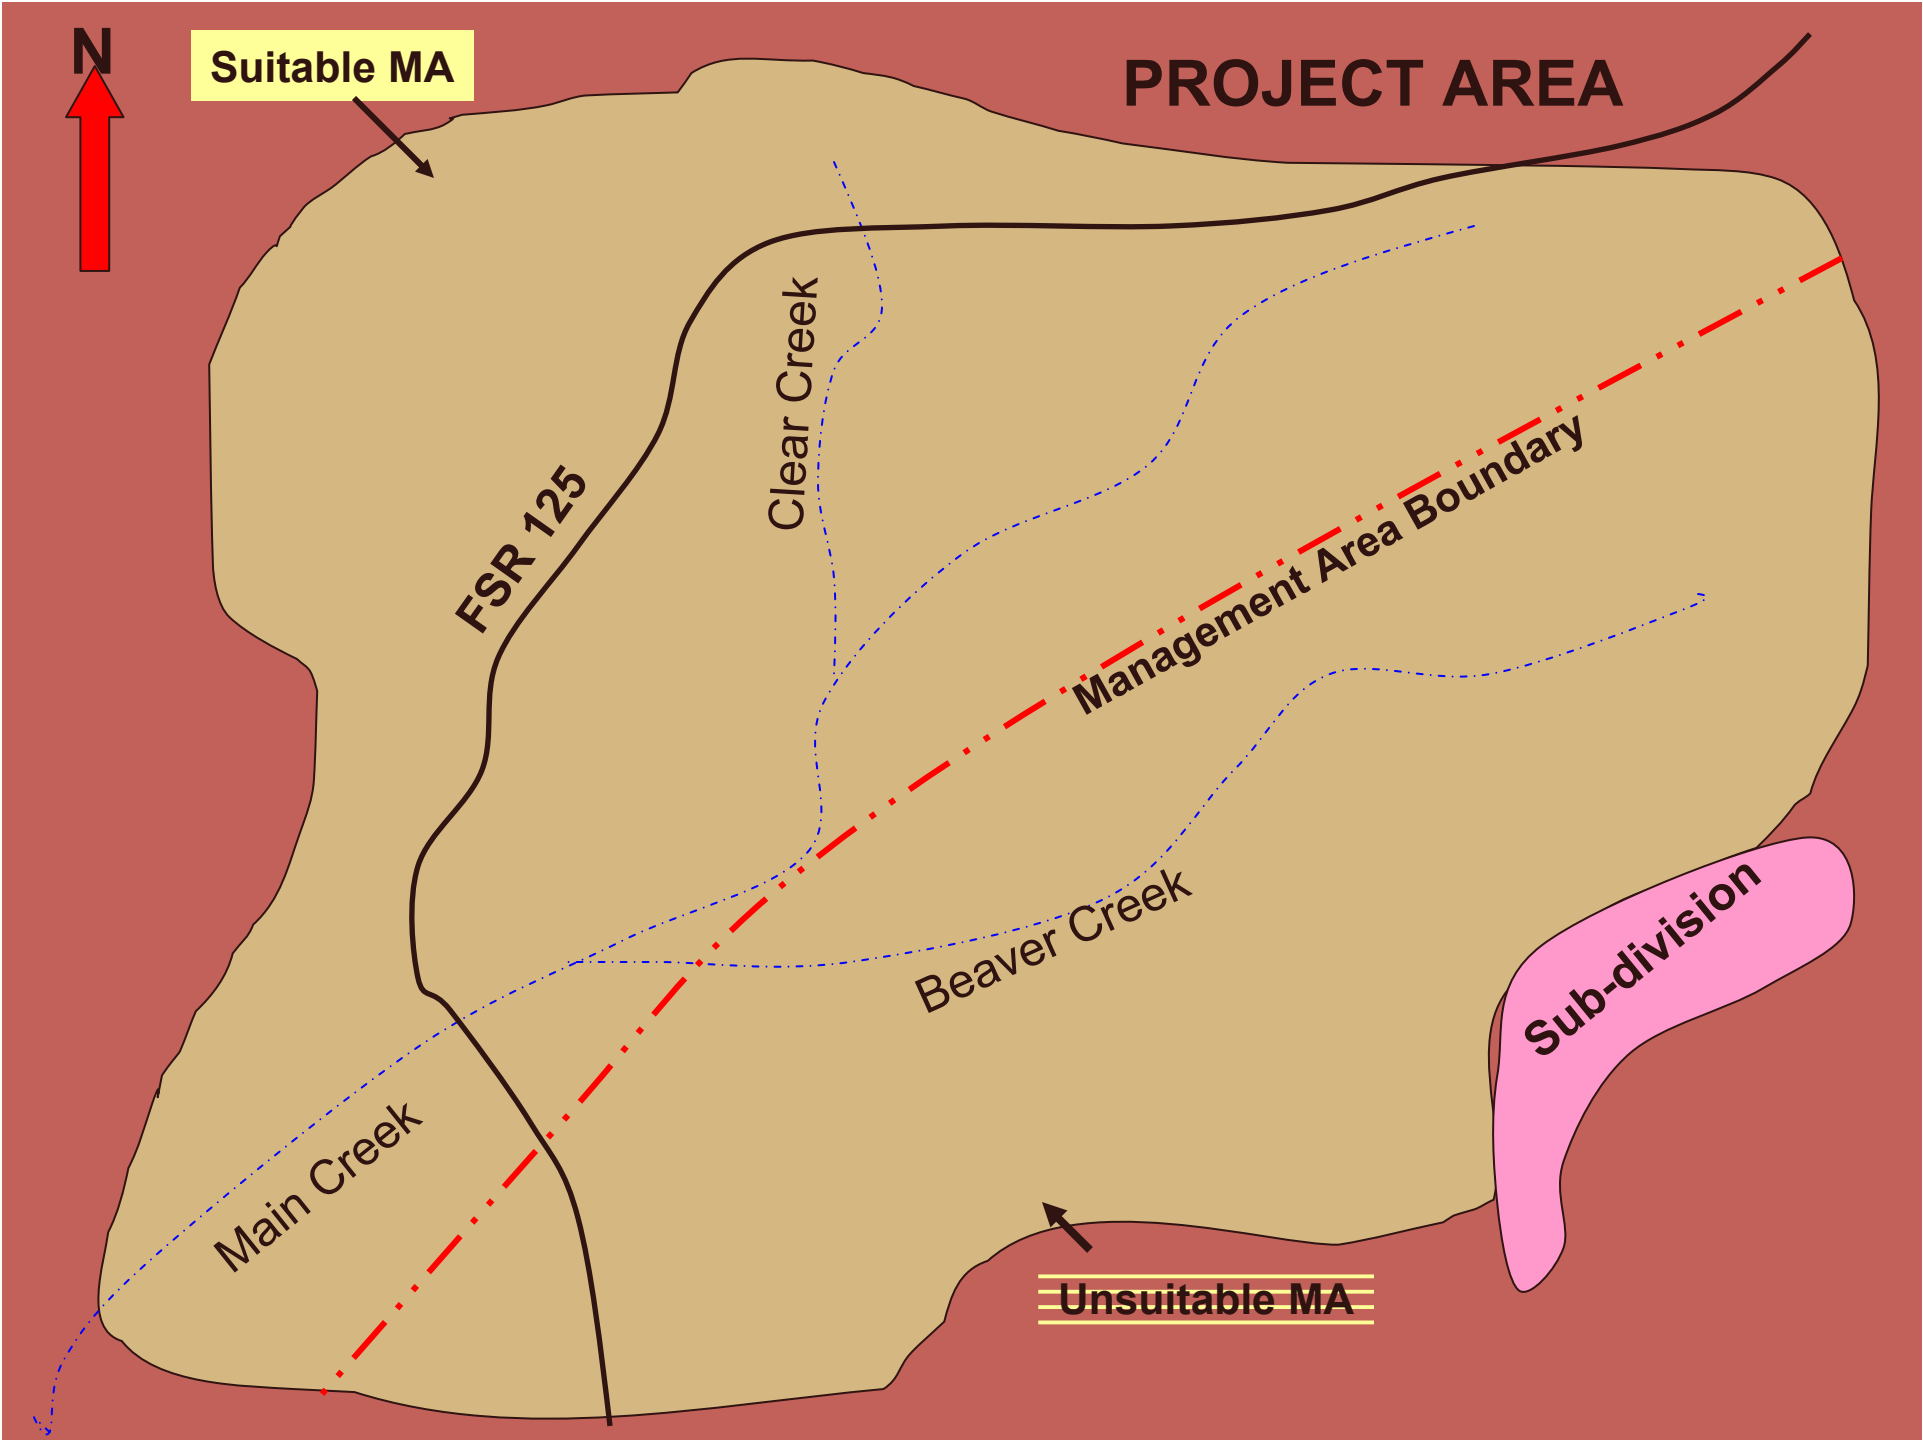 N
Suitable MA
PROJECT AREA
Clear Creek
FSR 125
Management Area Boundary
Beaver Creek
Sub-division
Main Creek
Unsuitable MA